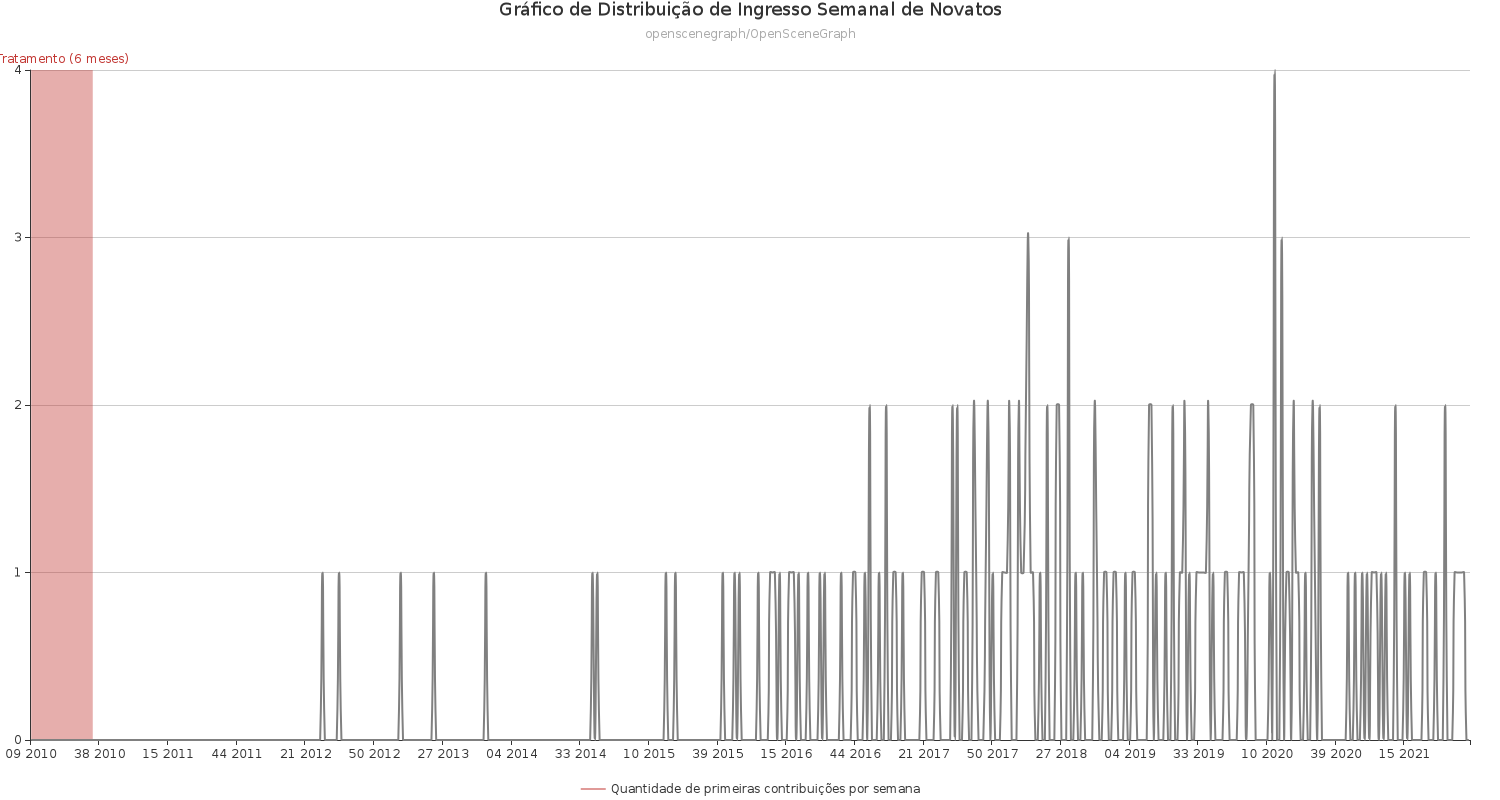 Gráfico de Distribuição de Ingresso Semanal de Novatos
openscenegraph/OpenSceneGraph
Tratamento (6 meses)
4
3
2
1
0
09 2010 38 2010 15 2011 44 2011 21 2012 50 2012 27 2013 04 2014 33 2014 10 2015 39 2015 15 2016 44 2016 21 2017 50 2017 27 2018 04 2019 33 2019 10 2020 39 2020 15 2021
Quantidade de primeiras contribuições por semana